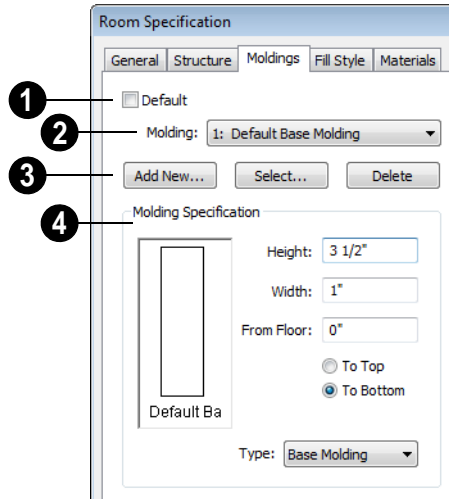 Room Specification
General Structure Moldings Fill Style Materials
1 Default
2 Molding: 1: Default Base Molding
3 Add New... Select... Delete
4 Molding Specification
Height: 3 1/2"
Width: 1"
From Floor: 0"
To Top
To Bottom
Default Ba
Type: Base Molding